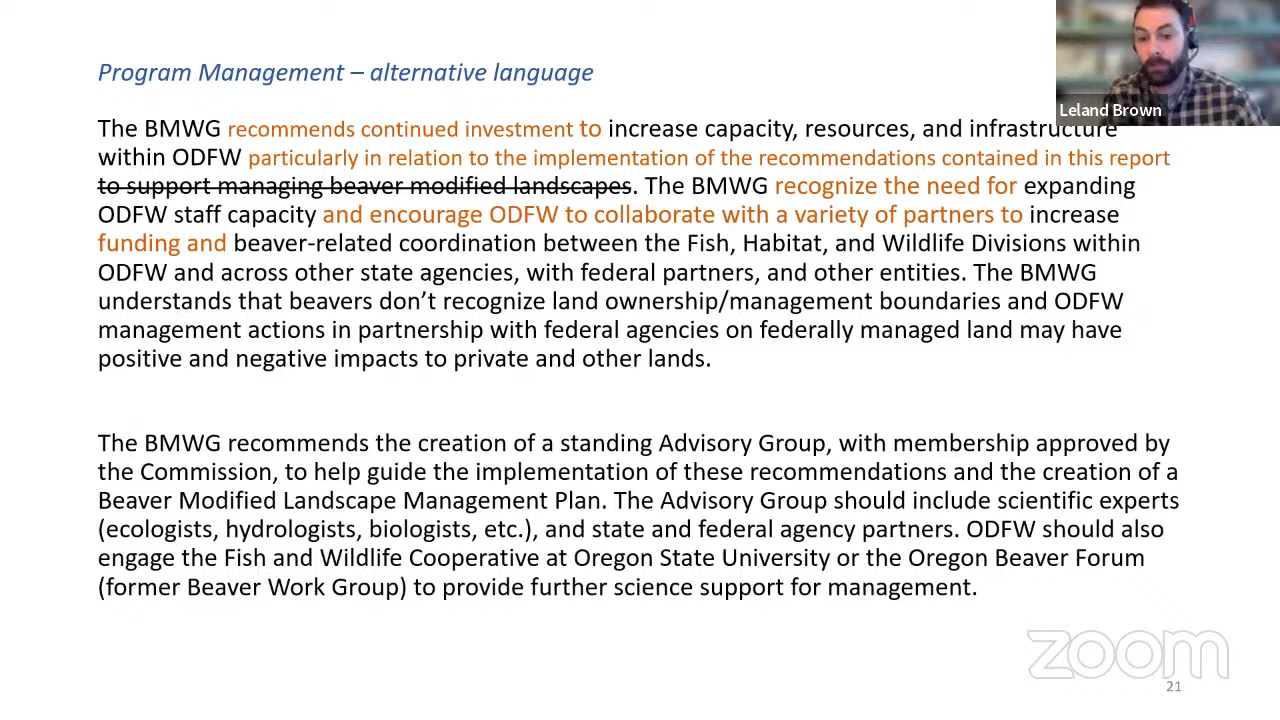 Program Management – alternative language
Leland Brown
The BMWG recommends continued investment to increase capacity, resources, and infrastructure
within ODFW particularly in relation to the implementation of the recommendations contained in this report
to support managing beaver modified landscapes. The BMWG recognize the need for expanding
ODFW staff capacity and encourage ODFW to collaborate with a variety of partners to increase
funding and beaver-related coordination between the Fish, Habitat, and Wildlife Divisions within
ODFW and across other state agencies, with federal partners, and other entities. The BMWG
understands that beavers don’t recognize land ownership/management boundaries and ODFW
management actions in partnership with federal agencies on federally managed land may have
positive and negative impacts to private and other lands.
The BMWG recommends the creation of a standing Advisory Group, with membership approved by
the Commission, to help guide the implementation of these recommendations and the creation of a
Beaver Modified Landscape Management Plan. The Advisory Group should include scientific experts
(ecologists, hydrologists, biologists, etc.), and state and federal agency partners. ODFW should also
engage the Fish and Wildlife Cooperative at Oregon State University or the Oregon Beaver Forum
(former Beaver Work Group) to provide further science support for management.
zoom
21